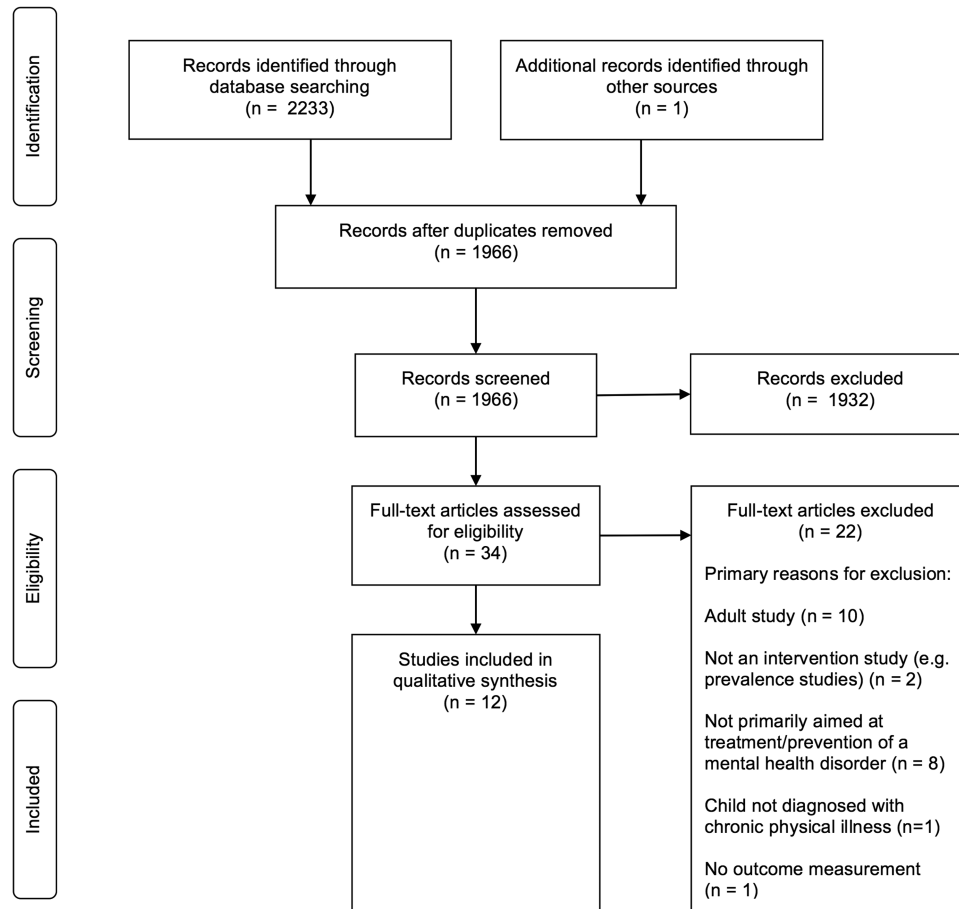 Identification
Records identified through
database searching
(n = 2233)
Additional records identified through
other sources
(n = 1)
Records after duplicates removed
(n = 1966)
Screening
Records screened
(n = 1966)
Records excluded
(n = 1932)
Eligibility
Full-text articles assessed
for eligibility
(n = 34)
Full-text articles excluded
(n = 22)
Primary reasons for exclusion:
Adult study (n = 10)
Not an intervention study (e.g.
prevalence studies) (n = 2)
Not primarily aimed at
treatment/prevention of a
mental health disorder (n = 8)
Child not diagnosed with
chronic physical illness (n=1)
No outcome measurement
(n = 1)
Included
Studies included in
qualitative synthesis
(n = 12)